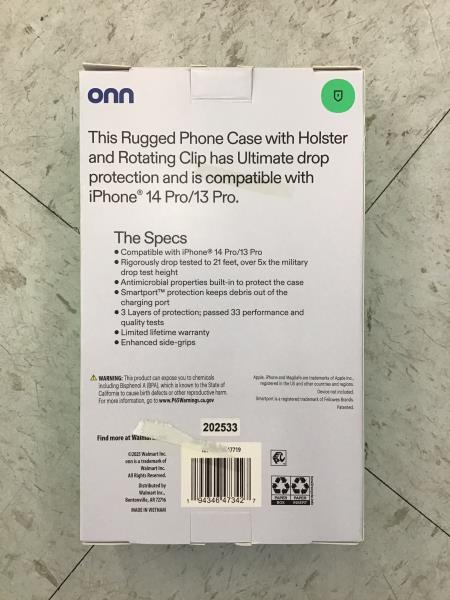 onn
This Rugged Phone Case with Holster
and Rotating Clip has Ultimate drop
protection and is compatible with
iPhone® 14 Pro/13 Pro.
The Specs
• Compatible with iPhone® 14 Pro/13 Pro
• Rigorously drop tested to 21 feet, over 5x the military
drop test height
• Antimicrobial properties built-in to protect the case
• Smartport™ protection keeps debris out of the
charging port
• 3 Layers of protection; passed 33 performance and
quality tests
• Limited lifetime warranty
• Enhanced side-grips
⚠ WARNING: This product can expose you to chemicals
including Bisphenol A (BPA), which is known to the State of
California to cause birth defects or other reproductive harm.
For more information, go to www.P65Warnings.ca.gov
Apple, iPhone and MagSafe are trademarks of Apple Inc.,
registered in the US and other countries and regions.
Device not included.
Smartport is a registered trademark of Fellowes Brands.
Patented.
202533
Find more at Walmar
7719
©2023 Walmart Inc.
onn is a trademark of
Walmart Inc.
All Rights Reserved.
Distributed by
Walmart Inc.,
Bentonville, AR 72716
MADE IN VIETNAM
94346 47342 7
PAPER BOX
PAPER INSERT